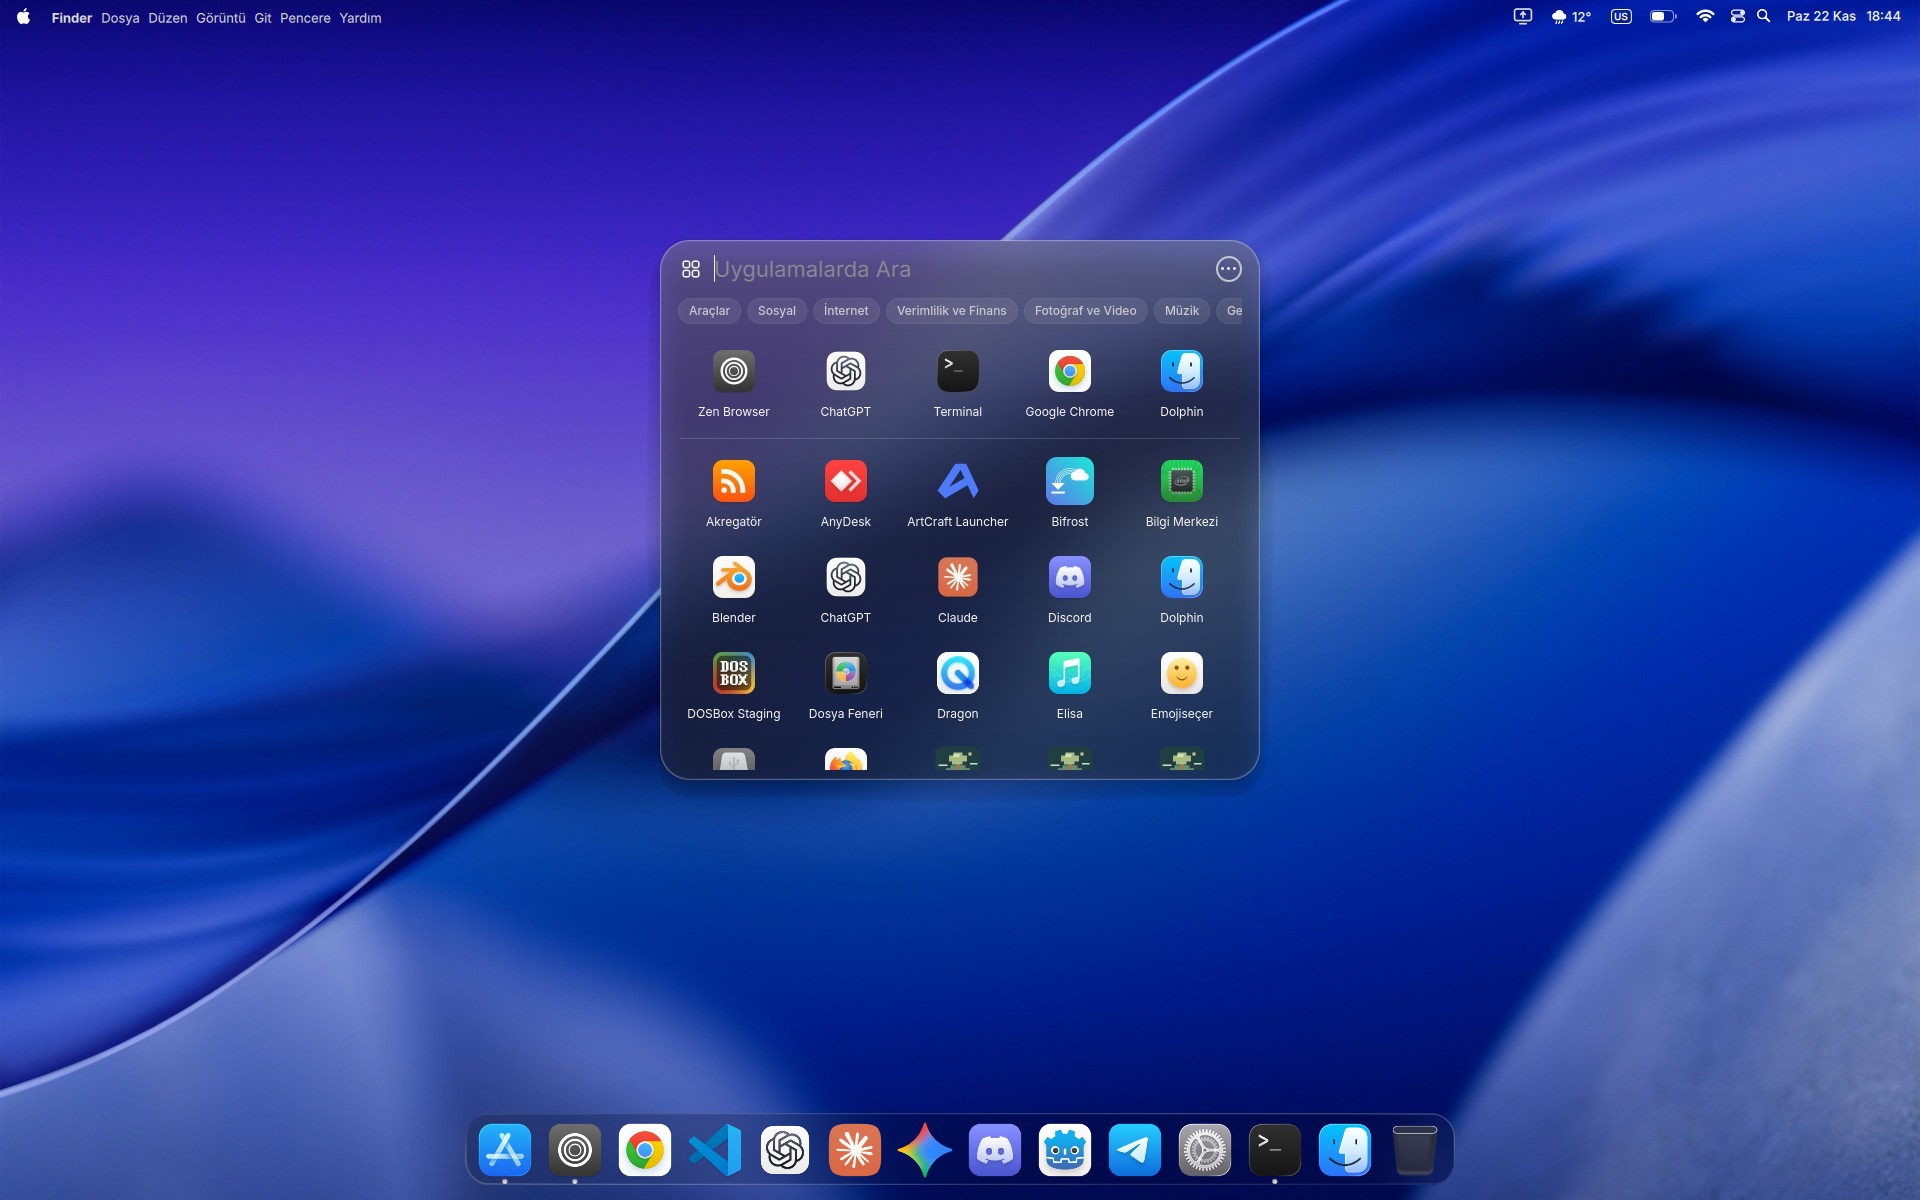 Finder Dosya Düzen Görüntü Git Pencere Yardım 12° US Paz 22 Kas 18:44
Uygulamalarda Ara
Araçlar Sosyal İnternet Verimlilik ve Finans Fotoğraf ve Video Müzik Ge
Zen Browser ChatGPT Terminal Google Chrome Dolphin
Akregatör AnyDesk ArtCraft Launcher Bifrost Bilgi Merkezi
Blender ChatGPT Claude Discord Dolphin
DOS
BOX
DOSBox Staging Dosya Feneri Dragon Elisa Emojiseçer